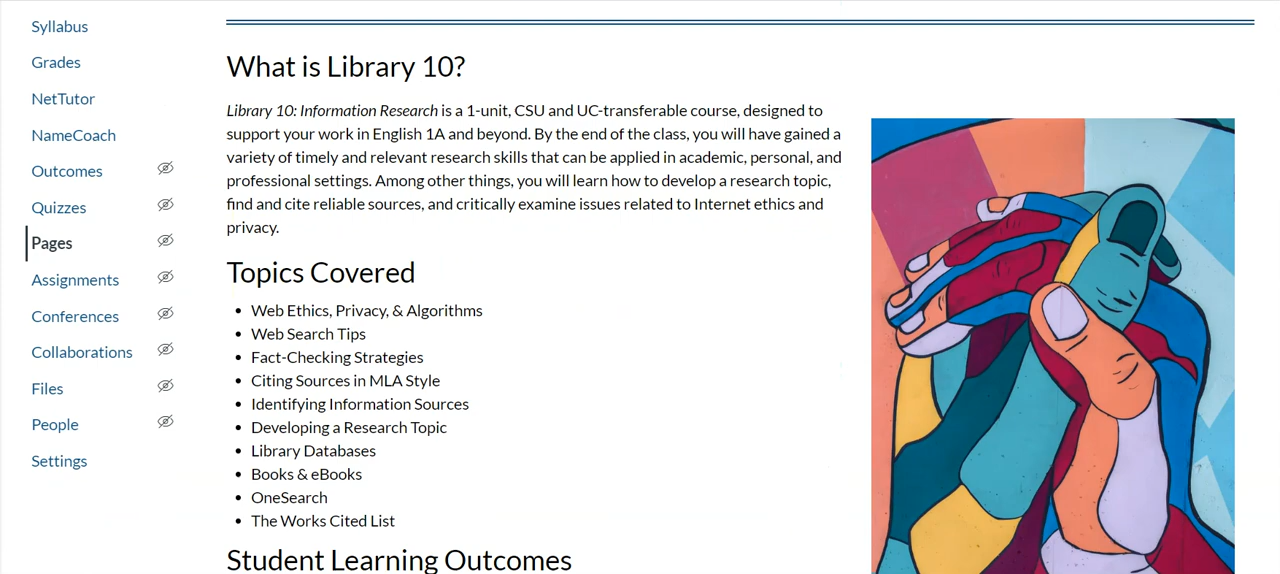 Syllabus
Grades
NetTutor
NameCoach
Outcomes
Quizzes
Pages
Assignments
Conferences
Collaborations
Files
People
Settings
What is Library 10?
Library 10: Information Research is a 1-unit, CSU and UC-transferable course, designed to
support your work in English 1A and beyond. By the end of the class, you will have gained a
variety of timely and relevant research skills that can be applied in academic, personal, and
professional settings. Among other things, you will learn how to develop a research topic,
find and cite reliable sources, and critically examine issues related to Internet ethics and
privacy.
Topics Covered
• Web Ethics, Privacy, & Algorithms
• Web Search Tips
• Fact-Checking Strategies
• Citing Sources in MLA Style
• Identifying Information Sources
• Developing a Research Topic
• Library Databases
• Books & eBooks
• OneSearch
• The Works Cited List
Student Learning Outcomes